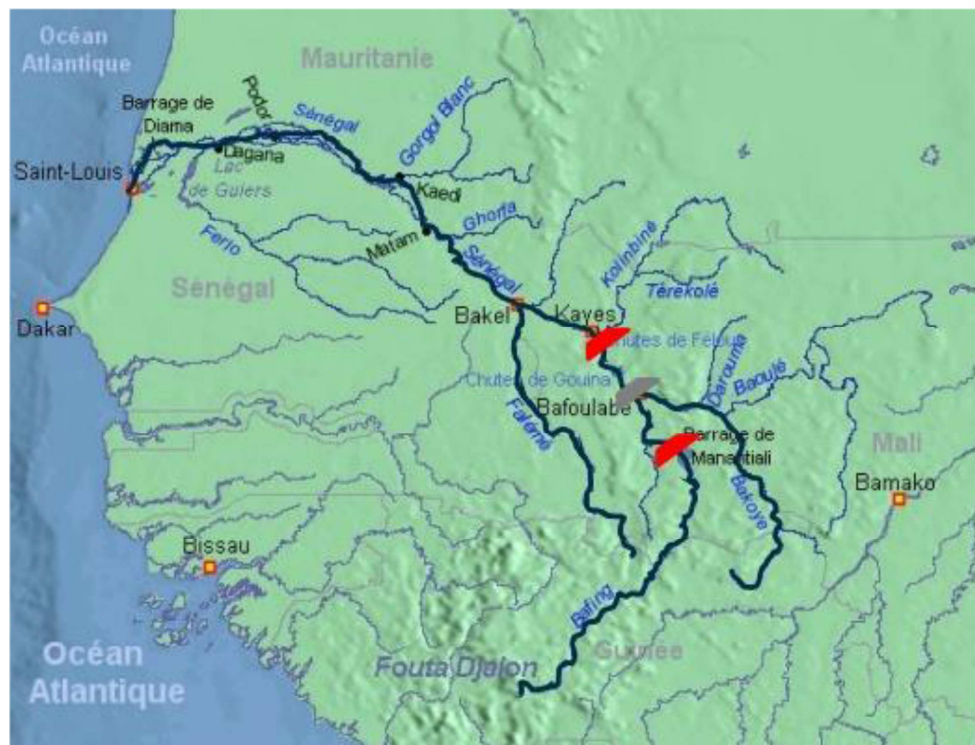 Océan
Atlantique
Mauritanie
Barrage de
Diama
Podor
Sénégal
Gorgol Blanc
Dagana
Saint-Louis
Lac
de Guiers
Kaedi
Ferlo
Matam
Ghorfa
Sénégal
Kolinbiné
Térékolé
Sénégal
Dakar
Bakel
Kayes
Chutes de Félou
Chutes de Gouina
Daroumé
Baoulé
Bafoulabé
Falémé
Barrage de
Manantiali
Mali
Bamako
Bakoye
Bissau
Bafing
Guinée
Fouta Djalon
Océan
Atlantique